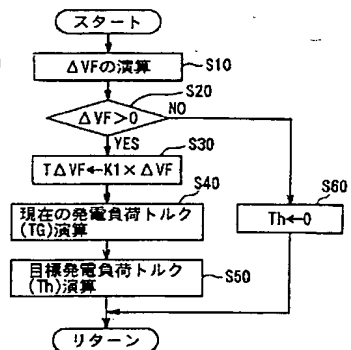 スタート
ΔVFの演算
S10
S20
ΔVF>0
NO
YES
S30
TΔVF←K1×ΔVF
S40
現在の発電負荷トルク
(TG)演算
S60
Th←0
目標発電負荷トルク
(Th)演算
S50
リターン